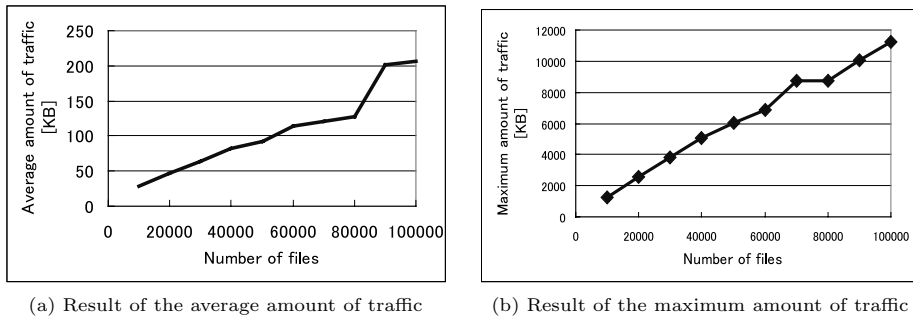 250
200
150
100
50
0
Average amount of traffic
[KB]
0 20000 40000 60000 80000 100000
Number of files
(a) Result of the average amount of traffic
12000
10000
8000
6000
4000
2000
0
Maximum amount of traffic
[KB]
0 20000 40000 60000 80000 100000
Number of files
(b) Result of the maximum amount of traffic